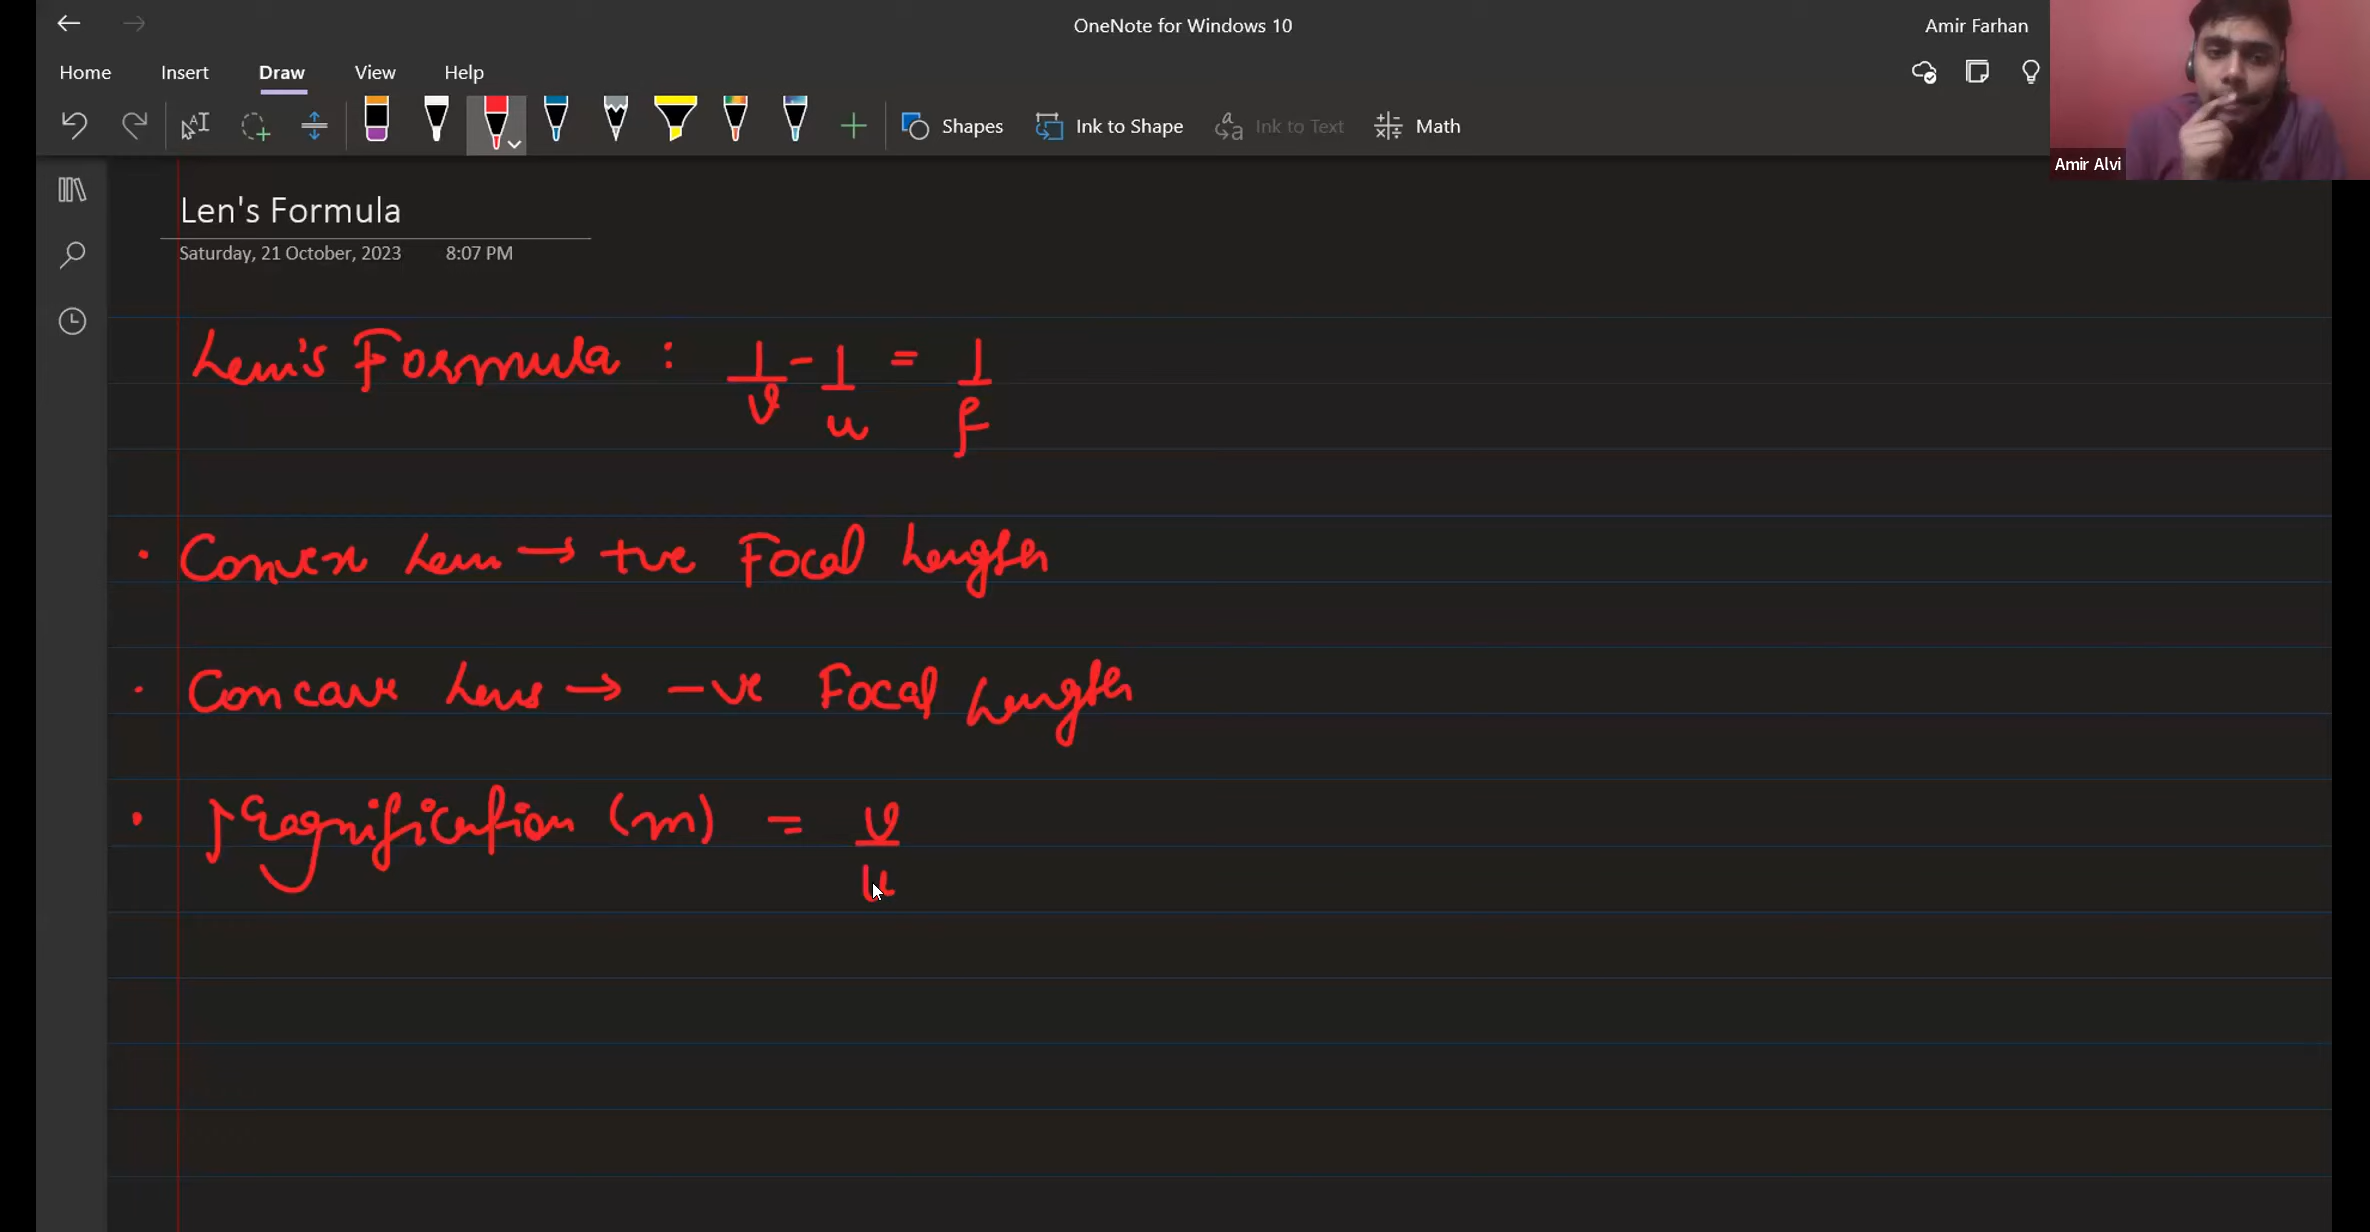 OneNote for Windows 10
Amir Farhan
Home Insert Draw View Help
Shapes Ink to Shape Ink to Text Math
Amir Alvi
Len's Formula
Saturday, 21 October, 2023 8:07 PM
Len's Formula : 1/v - 1/u = 1/f
· Convex Lens → +ve Focal Length
· Concave Lens → -ve Focal Length
· Magnification (m) = v/u